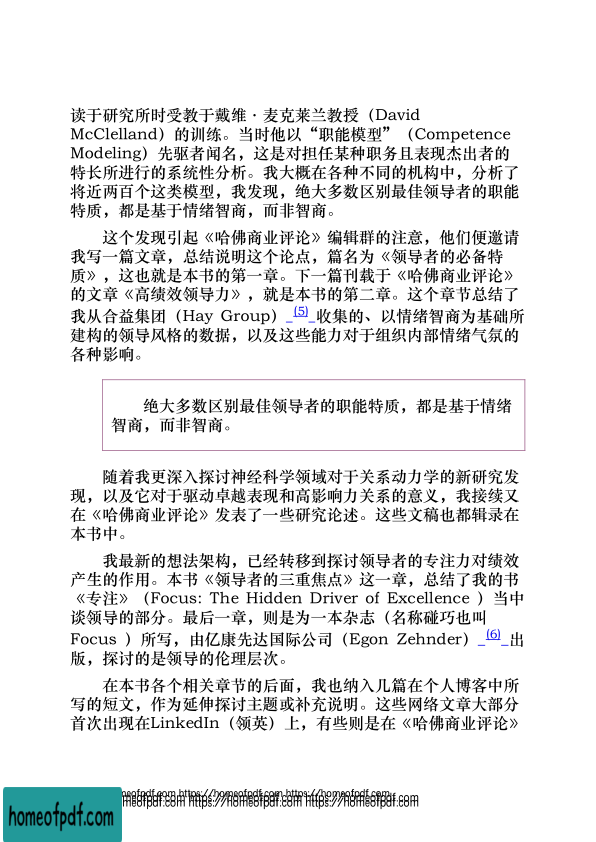 读于研究所时受教于戴维·麦克莱兰教授（David
McClelland）的训练。当时他以“职能模型”（Competence
Modeling）先驱者闻名，这是对担任某种职务且表现杰出者的
特长所进行的系统性分析。我大概在各种不同的机构中，分析了
将近两百个这类模型，我发现，绝大多数区别最佳领导者的职能
特质，都是基于情绪智商，而非智商。
这个发现引起《哈佛商业评论》编辑群的注意，他们便邀请
我写一篇文章，总结说明这个论点，篇名为《领导者的必备特
质》，这也就是本书的第一章。下一篇刊载于《哈佛商业评论》
的文章《高绩效领导力》，就是本书的第二章。这个章节总结了
我从合益集团（Hay Group）(5)收集的、以情绪智商为基础所
建构的领导风格的数据，以及这些能力对于组织内部情绪气氛的
各种影响。
绝大多数区别最佳领导者的职能特质，都是基于情绪
智商，而非智商。
随着我更深入探讨神经科学领域对于关系动力学的新研究发
现，以及它对于驱动卓越表现和高影响力关系的意义，我接续又
在《哈佛商业评论》发表了一些研究论述。这些文稿也都辑录在
本书中。
我最新的想法架构，已经转移到探讨领导者的专注力对绩效
产生的作用。本书《领导者的三重焦点》这一章，总结了我的书
《专注》（Focus: The Hidden Driver of Excellence ）当中
谈领导的部分。最后一章，则是为一本杂志（名称碰巧也叫
Focus ）所写，由亿康先达国际公司（Egon Zehnder）(6)出
版，探讨的是领导的伦理层次。
在本书各个相关章节的后面，我也纳入几篇在个人博客中所
写的短文，作为延伸探讨主题或补充说明。这些网络文章大部分
首次出现在LinkedIn（领英）上，有些则是在《哈佛商业评论》
homeofpdf.com https://homeofpdf.com https://homeofpdf.com
homeofpdf.com https://homeofpdf.com https://homeofpdf.com
homeofpdf.com